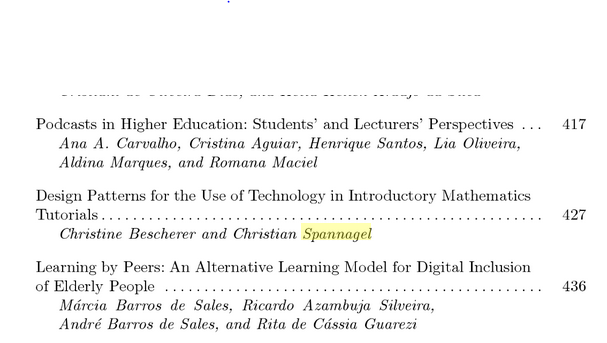 Podcasts in Higher Education: Students' and Lecturers' Perspectives ... 417
Ana A. Carvalho, Cristina Aguiar, Henrique Santos, Lia Oliveira,
Aldina Marques, and Romana Maciel
Design Patterns for the Use of Technology in Introductory Mathematics
Tutorials.................................................... 427
Christine Bescherer and Christian Spannagel
Learning by Peers: An Alternative Learning Model for Digital Inclusion
of Elderly People ............................................. 436
Márcia Barros de Sales, Ricardo Azambuja Silveira,
André Barros de Sales, and Rita de Cássia Guarezi